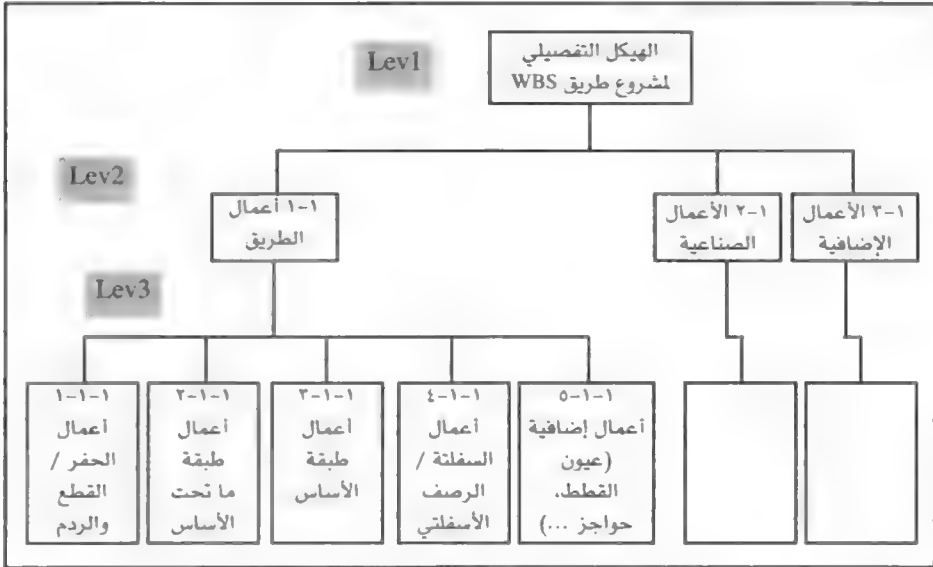 Lev1
الهيكل التفصيلي
لمشروع طريق WBS
Lev2
١-١ أعمال
الطريق
١-٢ الأعمال
الصناعية
١-٣ الأعمال
الإضافية
Lev3
١-١-١
أعمال
الحفر /
القطع
والردم
١-١-٢
أعمال
طبقة
ما تحت
الأساس
١-١-٣
أعمال
طبقة
الأساس
١-١-٤
أعمال
السفلتة /
الرصف
الأسفلتي
١-١-٥
أعمال إضافية
(عيون
القطط،
حواجز ...)